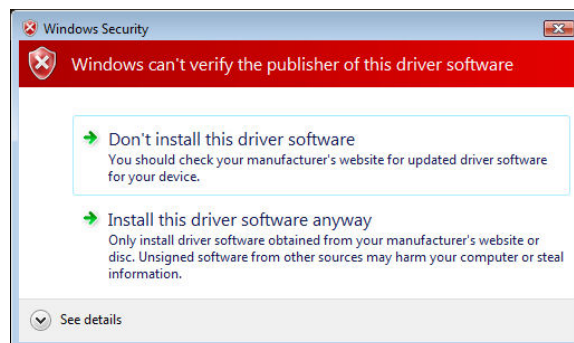 Windows Security
Windows can't verify the publisher of this driver software
Don't install this driver software
You should check your manufacturer's website for updated driver software
for your device.
Install this driver software anyway
Only install driver software obtained from your manufacturer's website or
disc. Unsigned software from other sources may harm your computer or steal
information.
See details